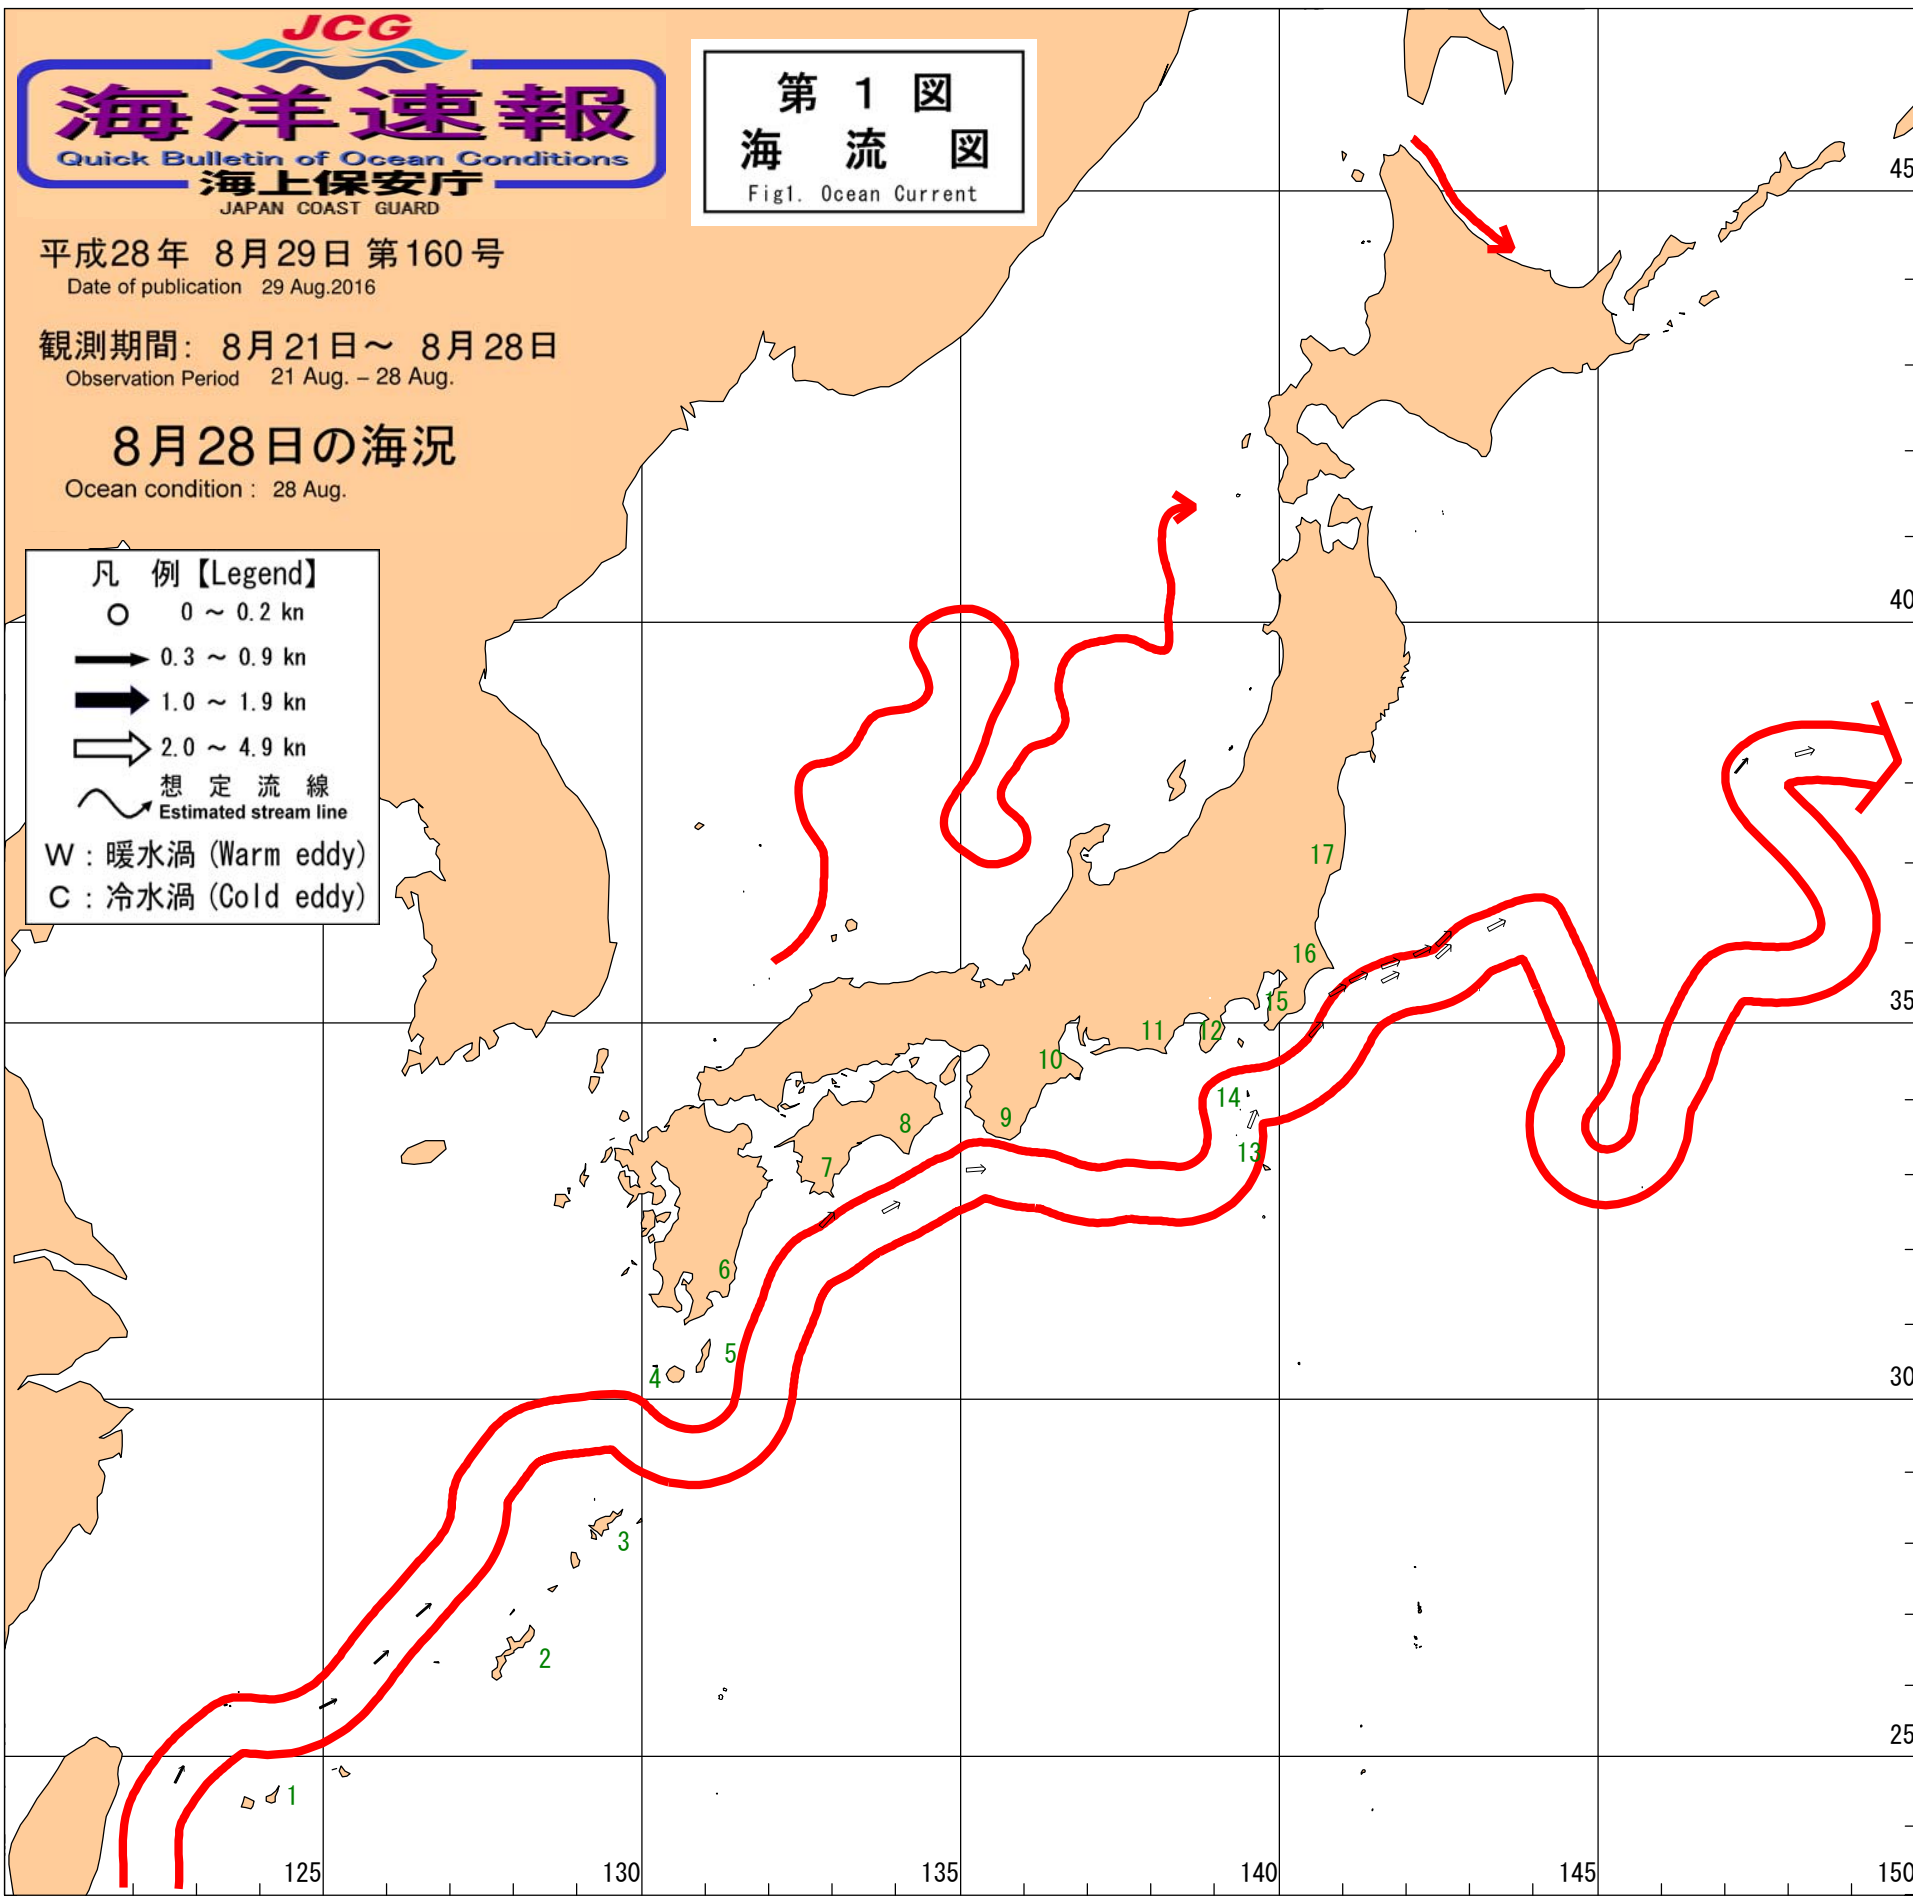 JCG
海洋速報
Quick Bulletin of Ocean Conditions
海上保安庁
JAPAN COAST GUARD
平成28年 8月29日 第160号
Date of publication 29 Aug.2016
観測期間: 8月21日～ 8月28日
Observation Period 21 Aug. – 28 Aug.
8月28日の海況
Ocean condition : 28 Aug.
第 1 図
海 流 図
Fig1. Ocean Current
凡 例【Legend】
0 ～ 0.2 kn
0.3 ～ 0.9 kn
1.0 ～ 1.9 kn
2.0 ～ 4.9 kn
想 定 流 線
Estimated stream line
W : 暖水渦 (Warm eddy)
C : 冷水渦 (Cold eddy)
45
40
35
30
25
17
16
15
12
11
10
14
13
9
8
7
6
5
4
3
2
1
125
130
135
140
145
150